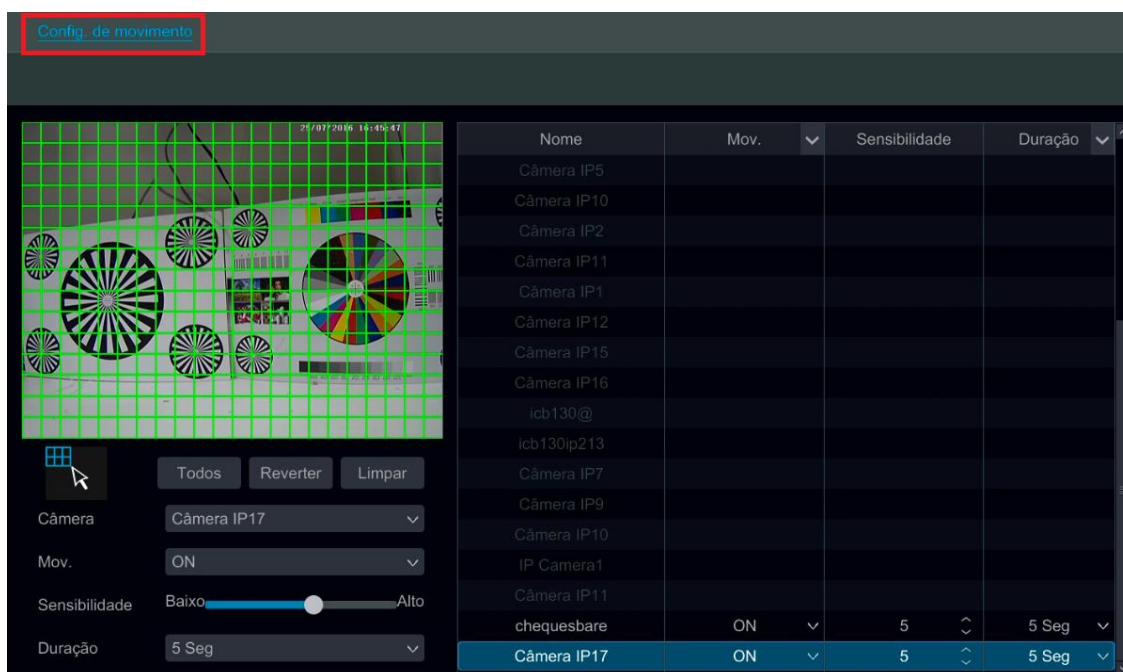 Config. de movimento
25/07/2016 16:45:47
Nome Mov. Sensibilidade Duração
Câmera IP5
Câmera IP10
Câmera IP2
Câmera IP11
Câmera IP1
Câmera IP12
Câmera IP15
Câmera IP16
icb130@
icb130ip213
Câmera IP7
Câmera IP9
Câmera IP10
IP Camera1
Câmera IP11
chequesbare ON 5 5 Seg
Câmera IP17 ON 5 5 Seg
Todos Reverter Limpar
Câmera Câmera IP17
Mov. ON
Sensibilidade Baixo Alto
Duração 5 Seg